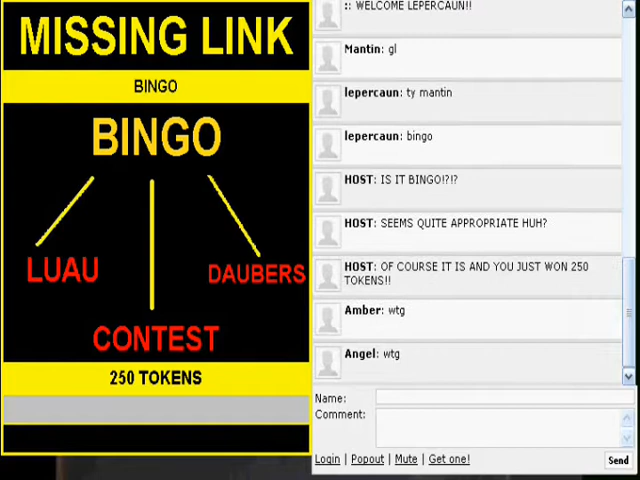 MISSING LINK
BINGO
BINGO
LUAU
DAUBERS
CONTEST
250 TOKENS
:: WELCOME LEPERCAUN!!
Mantin: gl
lepercaun: ty mantin
lepercaun: bingo
HOST: IS IT BINGO!?!?
HOST: SEEMS QUITE APPROPRIATE HUH?
HOST: OF COURSE IT IS AND YOU JUST WON 250
TOKENS!!
Amber: wtg
Angel: wtg
Name:
Comment:
Login | Popout | Mute | Get one!
Send